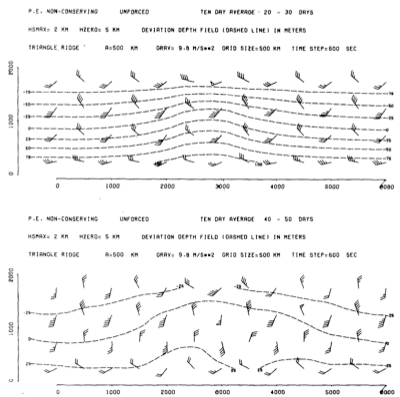 P.E. NON-CONSERVING UNFORCED TEN DAY AVERAGE 20 - 30 DAYS
HSMAX= 2 KM HZERO= 5 KM DEVIATION DEPTH FIELD (DASHED LINE) IN METERS
TRIANGLE RIDGE A=500 KM GRAV= 9.8 M/S**2 GRID SIZE=500 KM TIME STEP=600 SEC
2000
1000
0
0 1000 2000 3000 4000 5000 6000
P.E. NON-CONSERVING UNFORCED TEN DAY AVERAGE 40 - 50 DAYS
HSMAX= 2 KM HZERO= 5 KM DEVIATION DEPTH FIELD (DASHED LINE) IN METERS
TRIANGLE RIDGE A=500 KM GRAV= 9.8 M/S**2 GRID SIZE=500 KM TIME STEP=600 SEC
2000
1000
0
0 1000 2000 3000 4000 5000 6000